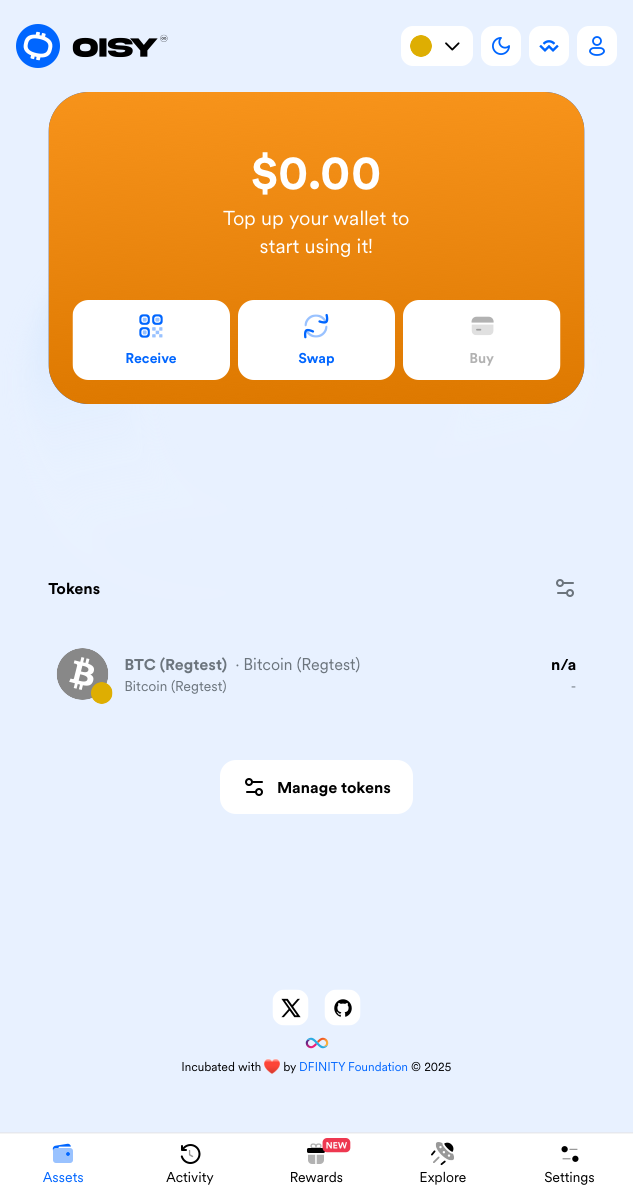 OISY
$0.00
Top up your wallet to
start using it!
Receive
Swap
Buy
Tokens
BTC (Regtest) · Bitcoin (Regtest)
n/a
Bitcoin (Regtest)
-
Manage tokens
Incubated with ❤️ by DFINITY Foundation © 2025
NEW
Assets
Activity
Rewards
Explore
Settings